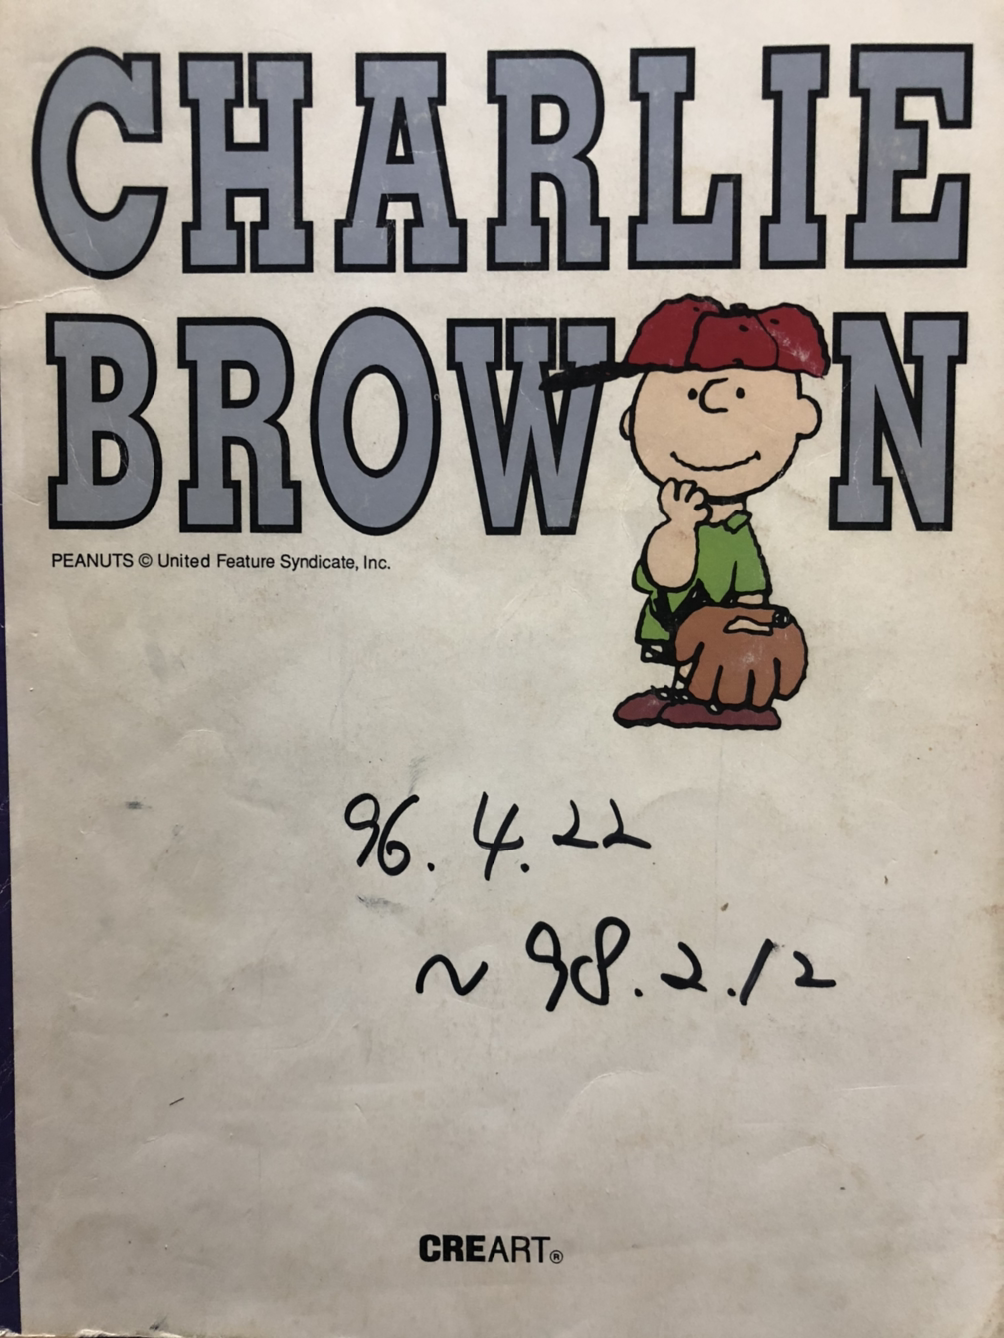 CHARLIE
BROWN
PEANUTS © United Feature Syndicate, Inc.
96. 4. 22
~ 98. 2. 12
CREART®